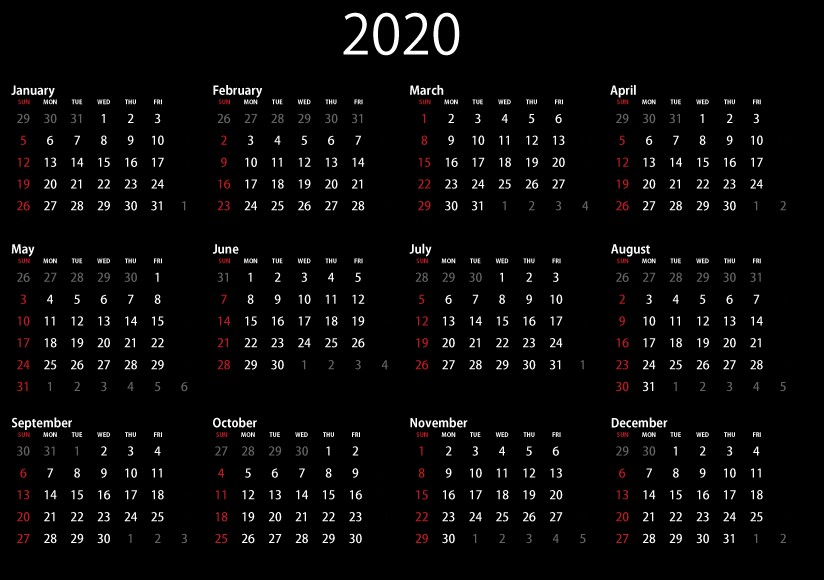 2020
January
SUN MON TUE WED THU FRI
29 30 31 1 2 3
5 6 7 8 9 10
12 13 14 15 16 17
19 20 21 22 23 24
26 27 28 29 30 31 1
February
SUN MON TUE WED THU FRI
26 27 28 29 30 31
2 3 4 5 6 7
9 10 11 12 13 14
16 17 18 19 20 21
23 24 25 26 27 28
March
SUN MON TUE WED THU FRI
1 2 3 4 5 6
8 9 10 11 12 13
15 16 17 18 19 20
22 23 24 25 26 27
29 30 31 1 2 3 4
April
SUN MON TUE WED THU FRI
29 30 31 1 2 3
5 6 7 8 9 10
12 13 14 15 16 17
19 20 21 22 23 24
26 27 28 29 30 1 2
May
SUN MON TUE WED THU FRI
26 27 28 29 30 1
3 4 5 6 7 8
10 11 12 13 14 15
17 18 19 20 21 22
24 25 26 27 28 29
31 1 2 3 4 5 6
June
SUN MON TUE WED THU FRI
31 1 2 3 4 5
7 8 9 10 11 12
14 15 16 17 18 19
21 22 23 24 25 26
28 29 30 1 2 3 4
July
SUN MON TUE WED THU FRI
28 29 30 1 2 3
5 6 7 8 9 10
12 13 14 15 16 17
19 20 21 22 23 24
26 27 28 29 30 31 1
August
SUN MON TUE WED THU FRI
26 27 28 29 30 31
2 3 4 5 6 7
9 10 11 12 13 14
16 17 18 19 20 21
23 24 25 26 27 28
30 31 1 2 3 4 5
September
SUN MON TUE WED THU FRI
30 31 1 2 3 4
6 7 8 9 10 11
13 14 15 16 17 18
20 21 22 23 24 25
27 28 29 30 1 2 3
October
SUN MON TUE WED THU FRI
27 28 29 30 1 2
4 5 6 7 8 9
11 12 13 14 15 16
18 19 20 21 22 23
25 26 27 28 29 30
November
SUN MON TUE WED THU FRI
1 2 3 4 5 6
8 9 10 11 12 13
15 16 17 18 19 20
22 23 24 25 26 27
29 30 1 2 3 4 5
December
SUN MON TUE WED THU FRI
29 30 1 2 3 4
6 7 8 9 10 11
13 14 15 16 17 18
20 21 22 23 24 25
27 28 29 30 31 1 2